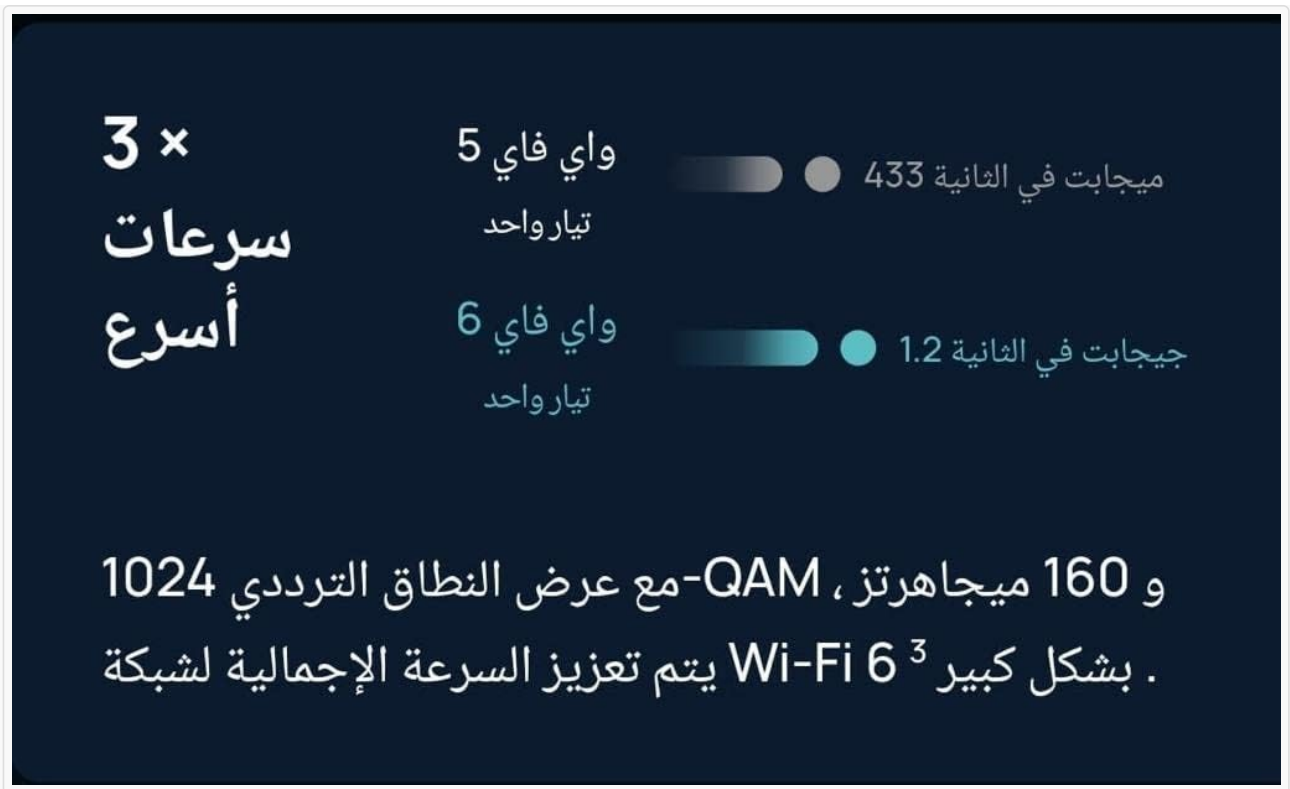 3 ×
سرعات
أسرع
واي فاي 5
تيار واحد
433 ميجابت في الثانية
واي فاي 6
تيار واحد
1.2 جيجابت في الثانية
و 160 ميجاهرتز ، QAM-مع عرض النطاق الترددي 1024
. بشكل كبير ³ Wi-Fi 6 يتم تعزيز السرعة الإجمالية لشبكة